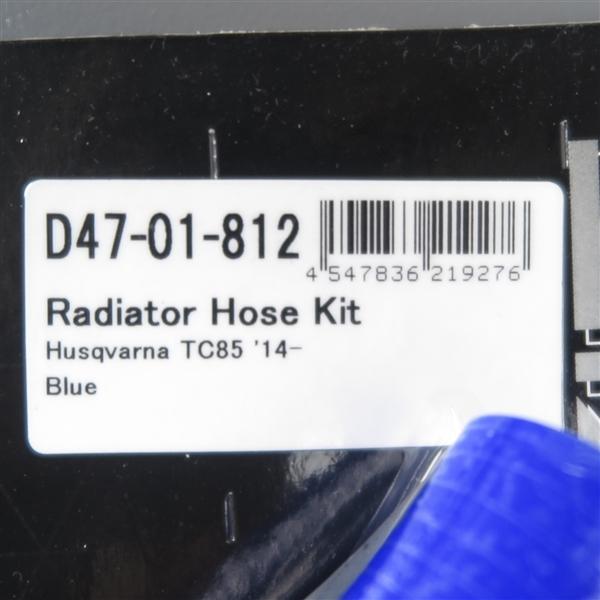 D47-01-812
4 547836 219276
Radiator Hose Kit
Husqvarna TC85 '14-
Blue